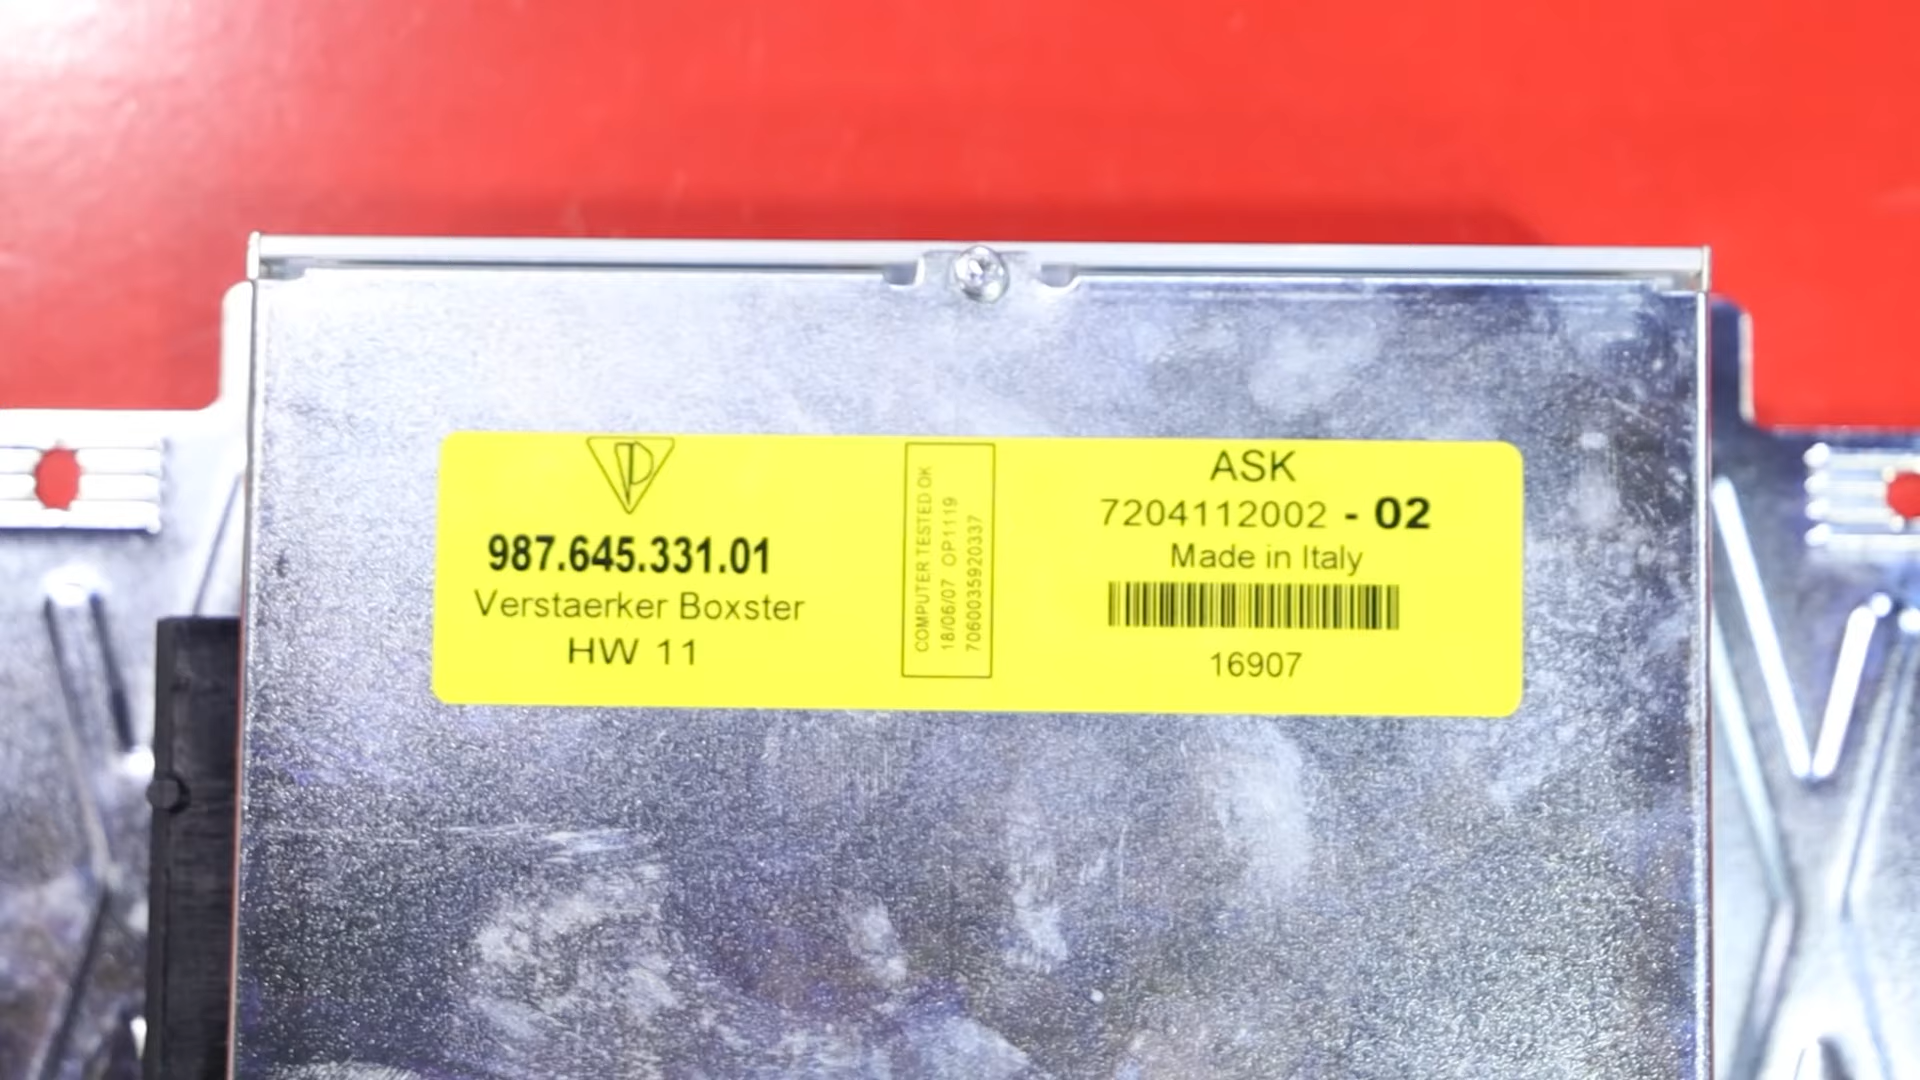 987.645.331.01
Verstaerker Boxster
HW 11
COMPUTER TESTED OK
18/06/07 OP1119
7060035920337
ASK
7204112002 - 02
Made in Italy
16907